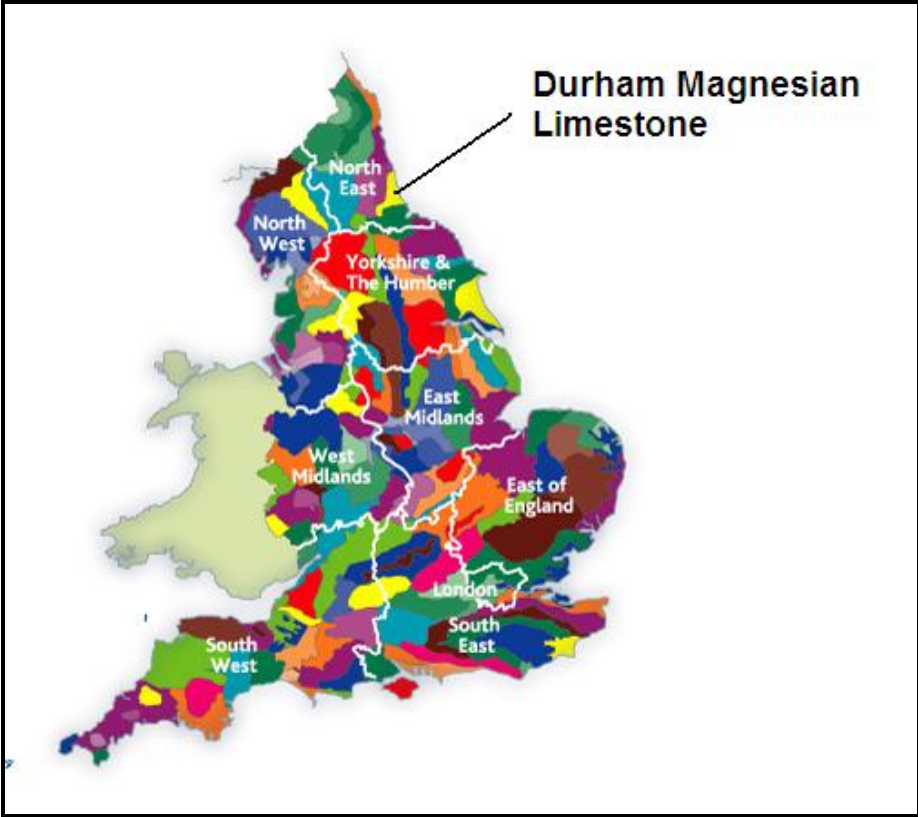 Durham Magnesian
Limestone
North
East
North
West
Yorkshire &
The Humber
East
Midlands
West
Midlands
East of
England
London
South
East
South
West